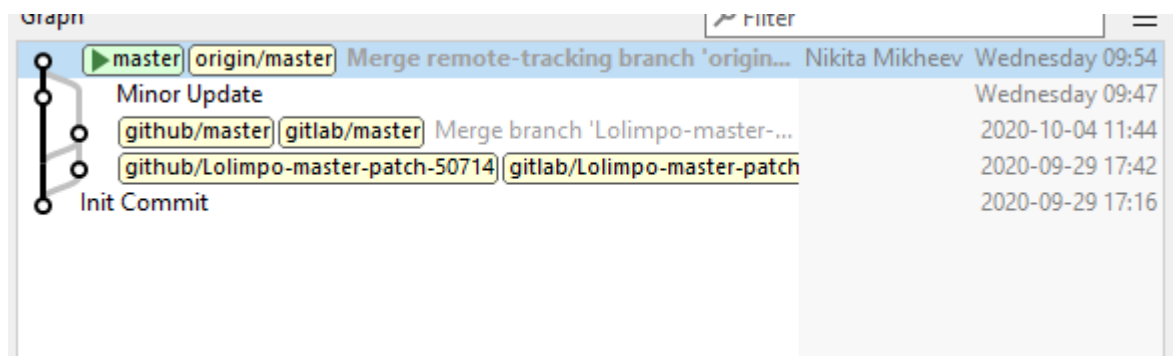 Graph Filter
master origin/master Merge remote-tracking branch 'origin... Nikita Mikheev Wednesday 09:54
Minor Update Wednesday 09:47
github/master gitlab/master Merge branch 'Lolimpo-master-... 2020-10-04 11:44
github/Lolimpo-master-patch-50714 gitlab/Lolimpo-master-patch 2020-09-29 17:42
Init Commit 2020-09-29 17:16